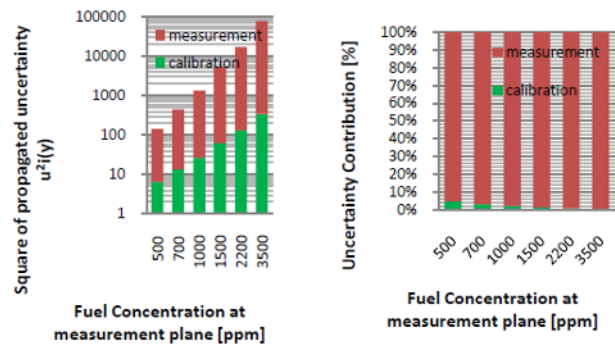 Square of propagated uncertainty
u²i(y)
100000
10000
1000
100
10
1
measurement
calibration
500
700
1000
1500
2200
3500
Fuel Concentration at
measurement plane [ppm]
Uncertainty Contribution [%]
100%
90%
80%
70%
60%
50%
40%
30%
20%
10%
0%
measurement
calibration
500
700
1000
1500
2200
3500
Fuel Concentration at
measurement plane [ppm]